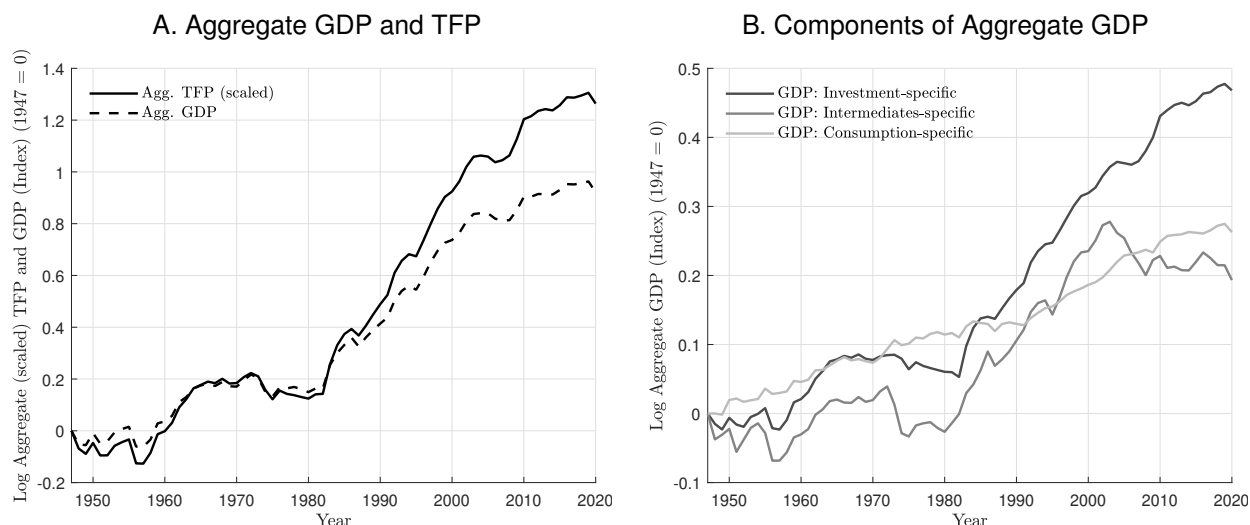 A. Aggregate GDP and TFP
Log Aggregate (scaled) TFP and GDP (Index) (1947 = 0)
1.4
1.2
1
0.8
0.6
0.4
0.2
0
-0.2
Agg. TFP (scaled)
Agg. GDP
1950 1960 1970 1980 1990 2000 2010 2020
Year
B. Components of Aggregate GDP
Log Aggregate GDP (Index) (1947 = 0)
0.5
0.4
0.3
0.2
0.1
0
-0.1
GDP: Investment-specific
GDP: Intermediates-specific
GDP: Consumption-specific
1950 1960 1970 1980 1990 2000 2010 2020
Year